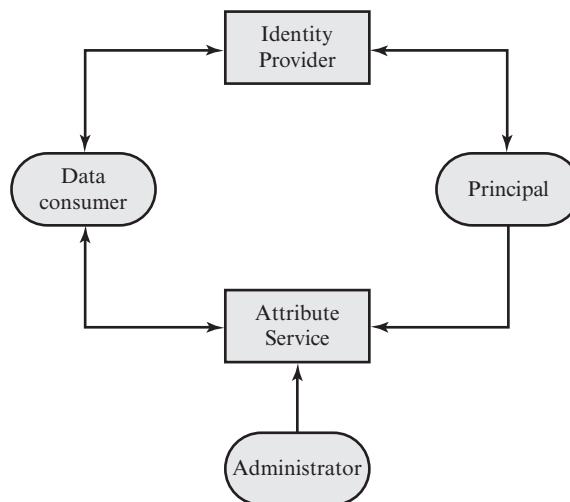 Identity
Provider
Data
consumer
Principal
Attribute
Service
Administrator